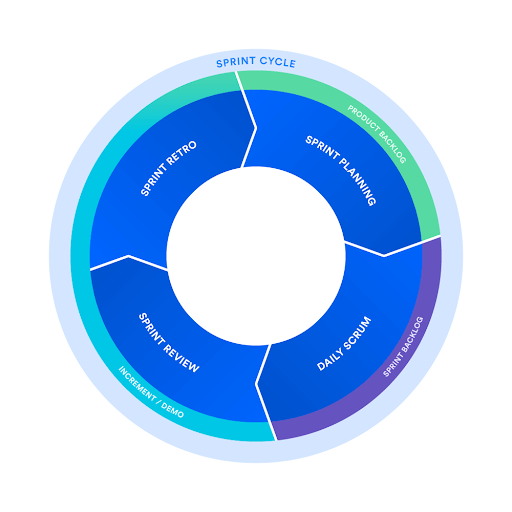 SPRINT CYCLE
PRODUCT BACKLOG
SPRINT PLANNING
SPRINT BACKLOG
DAILY SCRUM
INCREMENT / DEMO
SPRINT REVIEW
SPRINT RETRO